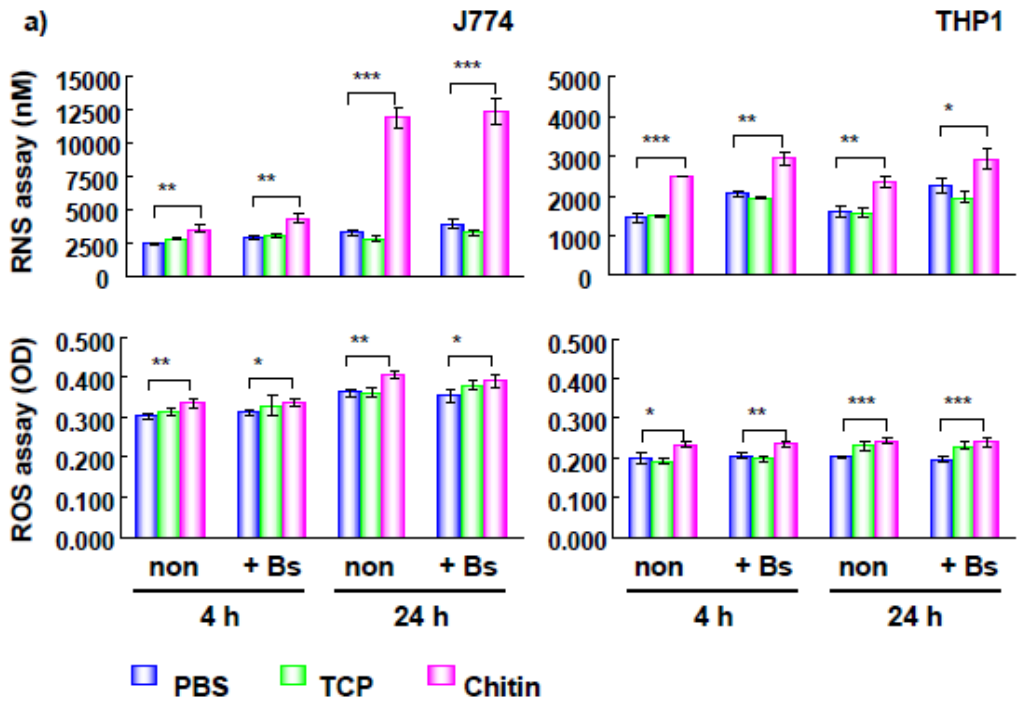 a) J774 THP1
RNS assay (nM)
15000
12500
10000
7500
5000
2500
0
** ** *** ***
5000
4000
3000
2000
1000
0
*** ** ** *
ROS assay (OD)
0.500
0.400
0.300
0.200
0.100
0.000
** * ** *
0.500
0.400
0.300
0.200
0.100
0.000
* ** *** ***
non + Bs non + Bs non + Bs non + Bs
4 h 24 h 4 h 24 h
PBS TCP Chitin